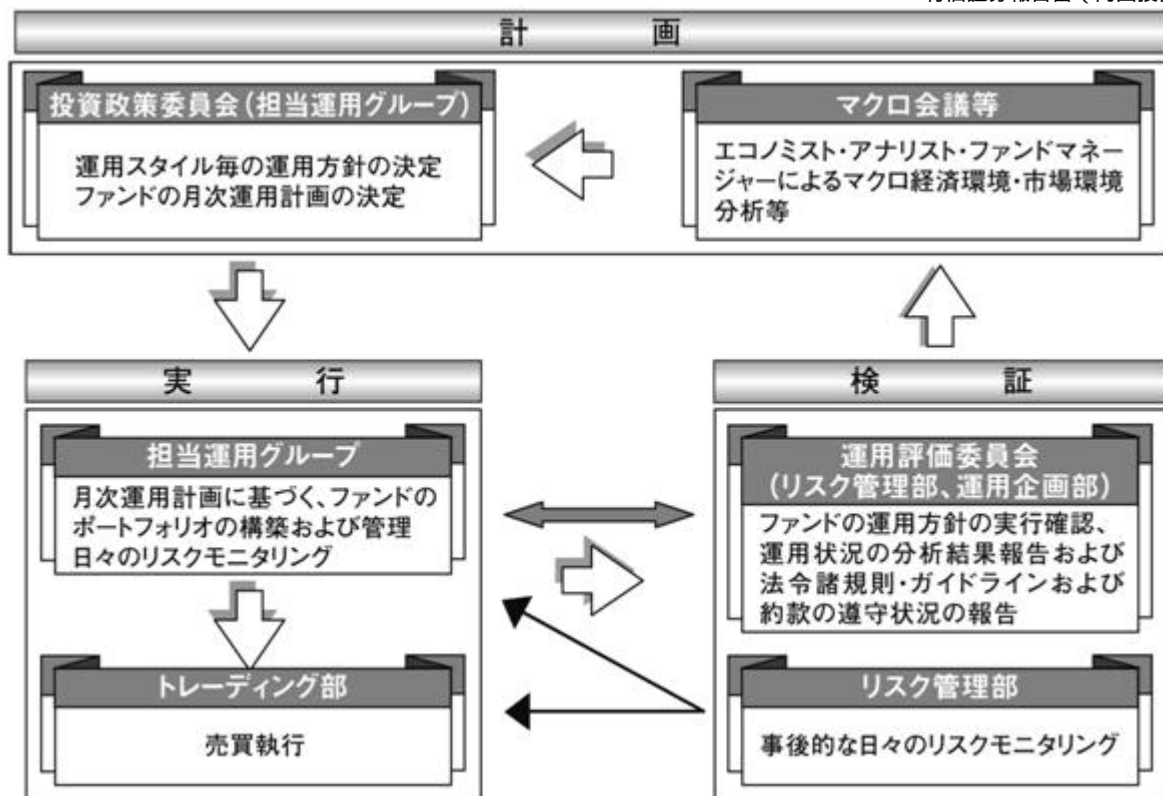 計 画
投資政策委員会(担当運用グループ)
運用スタイル毎の運用方針の決定
ファンドの月次運用計画の決定
マクロ会議等
エコノミスト・アナリスト・ファンドマネー
ジャーによるマクロ経済環境・市場環境
分析等
実 行
担当運用グループ
月次運用計画に基づく、ファンドの
ポートフォリオの構築および管理
日々のリスクモニタリング
トレーディング部
売買執行
検 証
運用評価委員会
(リスク管理部、運用企画部)
ファンドの運用方針の実行確認、
運用状況の分析結果報告および
法令諸規則・ガイドラインおよび
約款の遵守状況の報告
リスク管理部
事後的な日々のリスクモニタリング